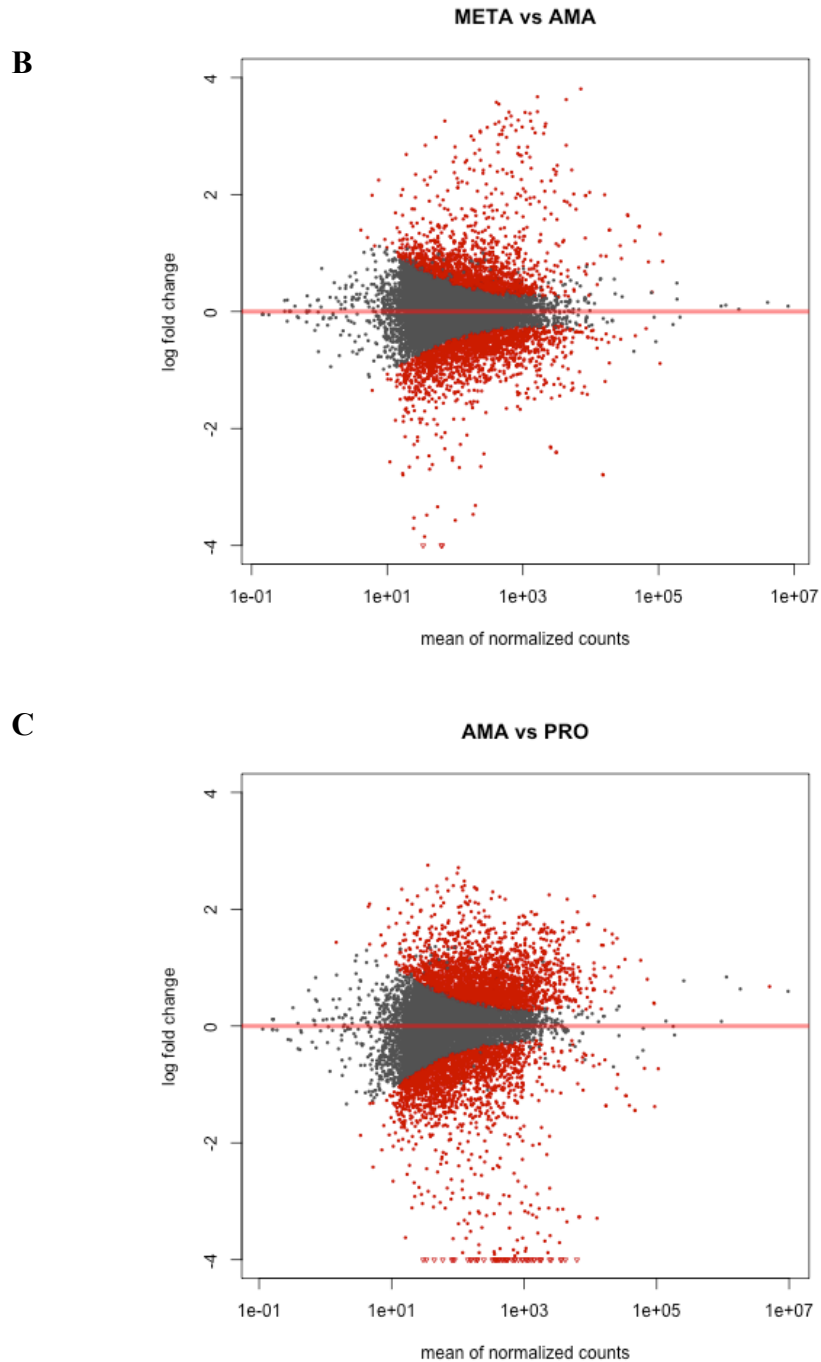 META vs AMA
B
4
2
0
-2
-4
log fold change
1e-01 1e+01 1e+03 1e+05 1e+07
mean of normalized counts
C
AMA vs PRO
4
2
0
-2
-4
log fold change
1e-01 1e+01 1e+03 1e+05 1e+07
mean of normalized counts